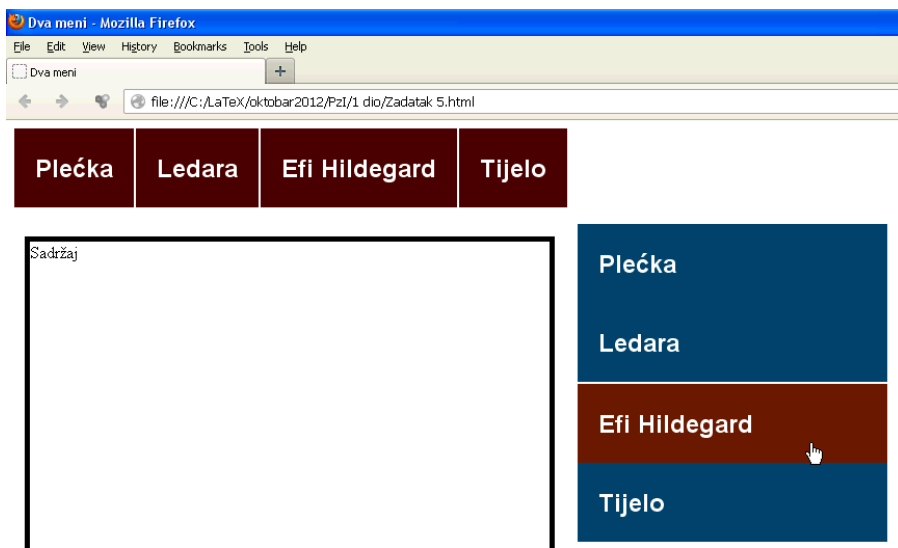 Dva meni - Mozilla Firefox
File Edit View History Bookmarks Tools Help
Dva meni +
file:///C:/LaTeX/oktobar2012/PzI/1 dio/Zadatak 5.html
Plećka Ledara Efi Hildegard Tijelo
Sadržaj
Plećka
Ledara
Efi Hildegard
Tijelo